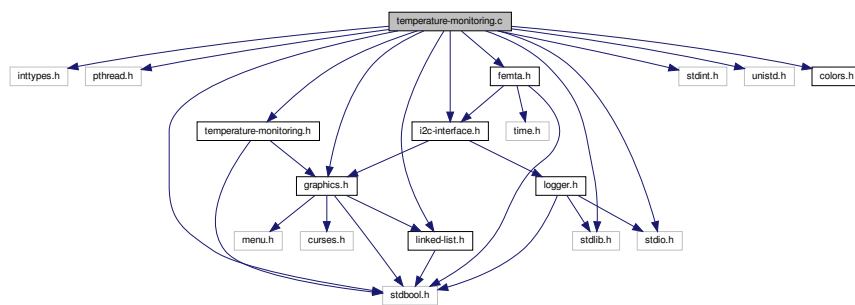 temperature-monitoring.c
inttypes.h
pthread.h
femta.h
stdint.h
unistd.h
colors.h
temperature-monitoring.h
i2c-interface.h
time.h
graphics.h
logger.h
menu.h
curses.h
linked-list.h
stdlib.h
stdio.h
stdbool.h